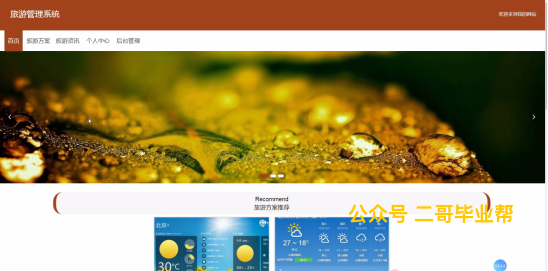 旅游管理系统
欢迎来到我的网站
首页 旅游方案 旅游资讯 个人中心 后台管理
Recommend
旅游方案推荐
公众号 二哥毕业帮
北京
30℃
27 ~ 18°